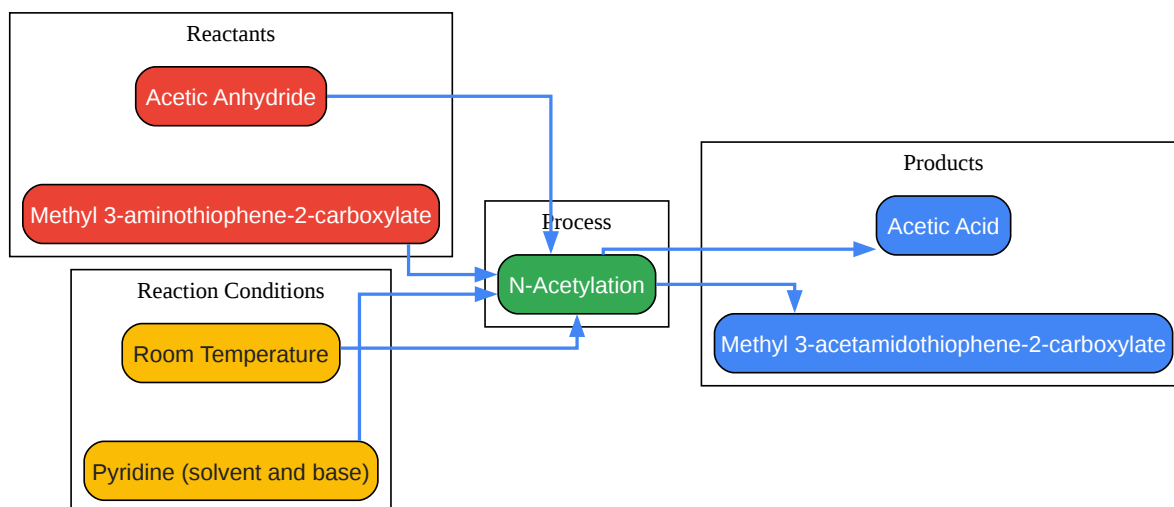 Reactants
Acetic Anhydride
Methyl 3-aminothiophene-2-carboxylate
Reaction Conditions
Room Temperature
Pyridine (solvent and base)
Process
N-Acetylation
Products
Acetic Acid
Methyl 3-acetamidothiophene-2-carboxylate